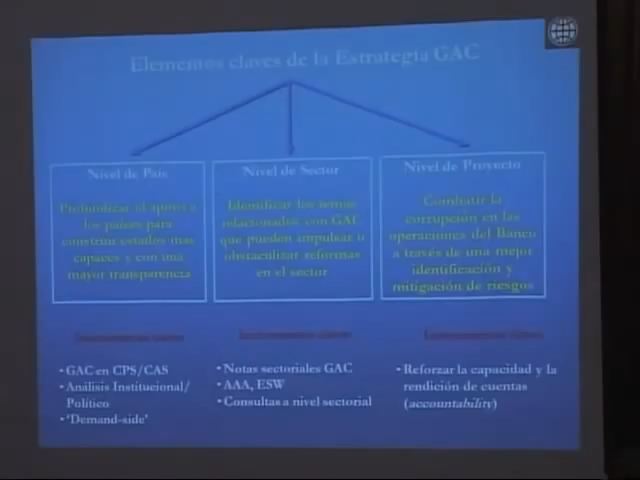 Elementos claves de la Estrategia GAC
Nivel de País
Profundizar el apoyo a
los países para
construir estados más
capaces y con una
mayor transparencia
• GAC en CPS/CAS
• Análisis Institucional/
Político
• 'Demand-side'
Nivel de Sector
Identificar los temas
relacionados con GAC
que pueden impulsar u
obstaculizar reformas
en el sector
• Notas sectoriales GAC
• AAA, ESW
• Consultas a nivel sectorial
Nivel de Proyecto
Combatir la
corrupción en las
operaciones del Banco
a través de una mejor
identificación y
mitigación de riesgos
• Reforzar la capacidad y la
rendición de cuentas
(accountability)